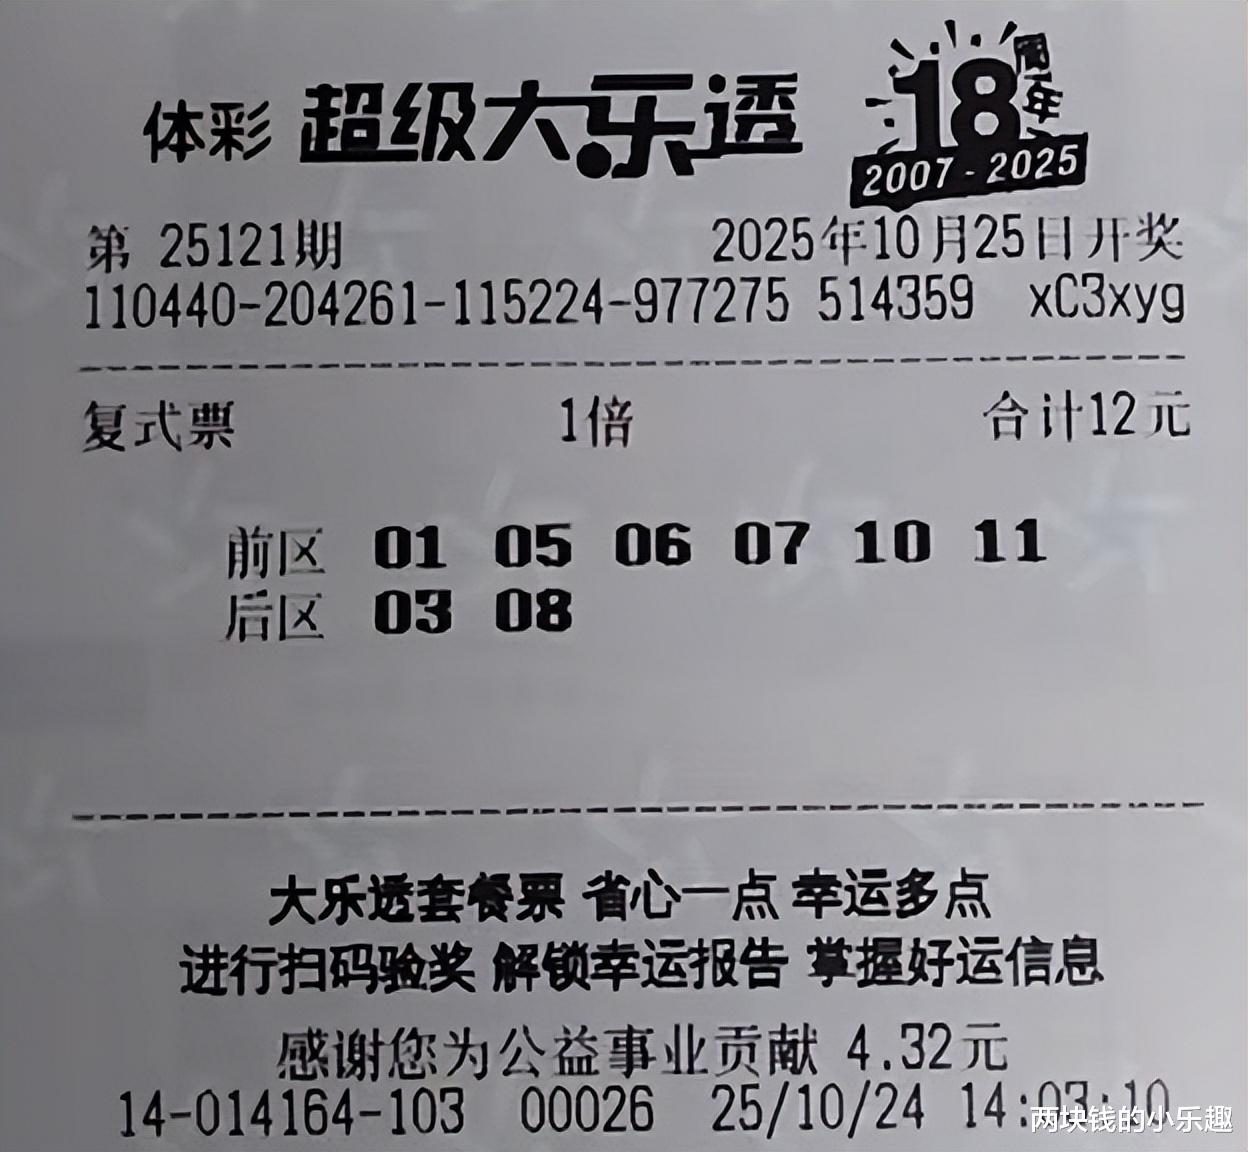 体彩 超级大乐透 18周年
2007-2025
第 25121期 2025年10月25日开奖
110440-204261-115224-977275 514359 xC3xyg
复式票 1倍 合计12元
前区 01 05 06 07 10 11
后区 03 08
大乐透套餐票 省心一点 幸运多点
进行扫码验奖 解锁幸运报告 掌握好运信息
感谢您为公益事业贡献 4.32元
14-014164-103 00026 25/10/24 14:03:10
两块钱的小乐趣